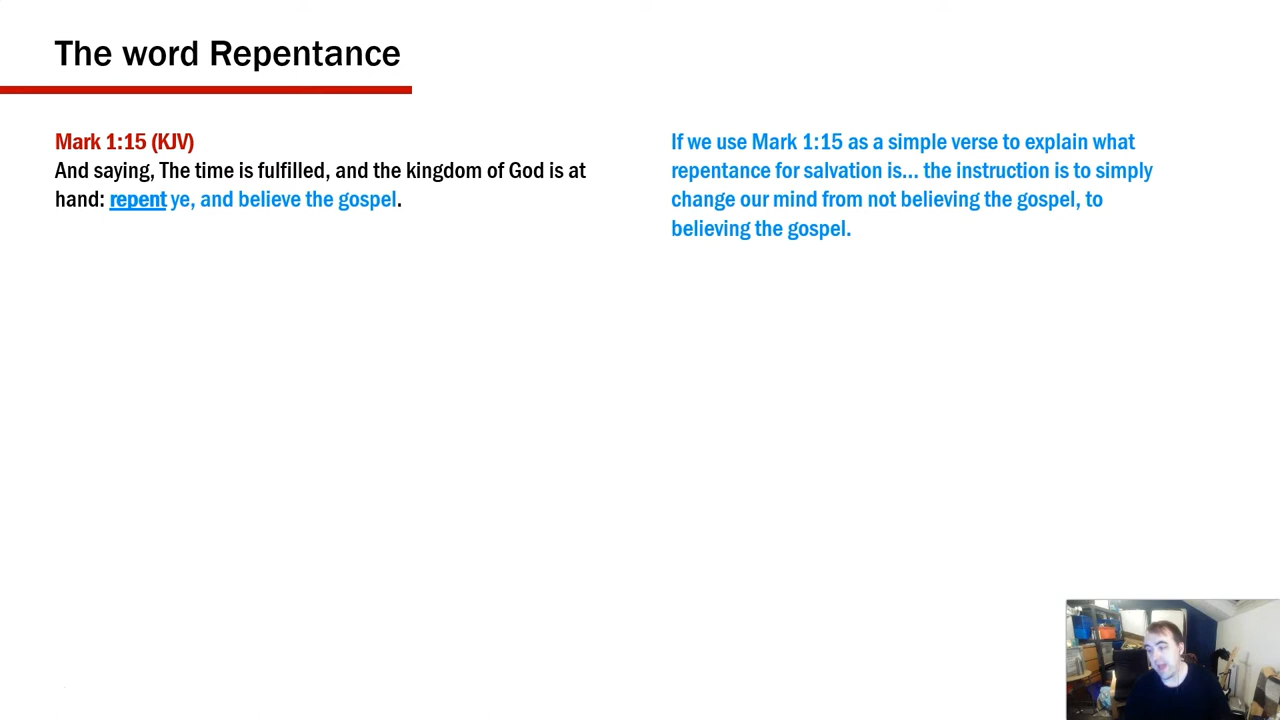 The word Repentance
Mark 1:15 (KJV)
And saying, The time is fulfilled, and the kingdom of God is at
hand: repent ye, and believe the gospel.
If we use Mark 1:15 as a simple verse to explain what
repentance for salvation is... the instruction is to simply
change our mind from not believing the gospel, to
believing the gospel.